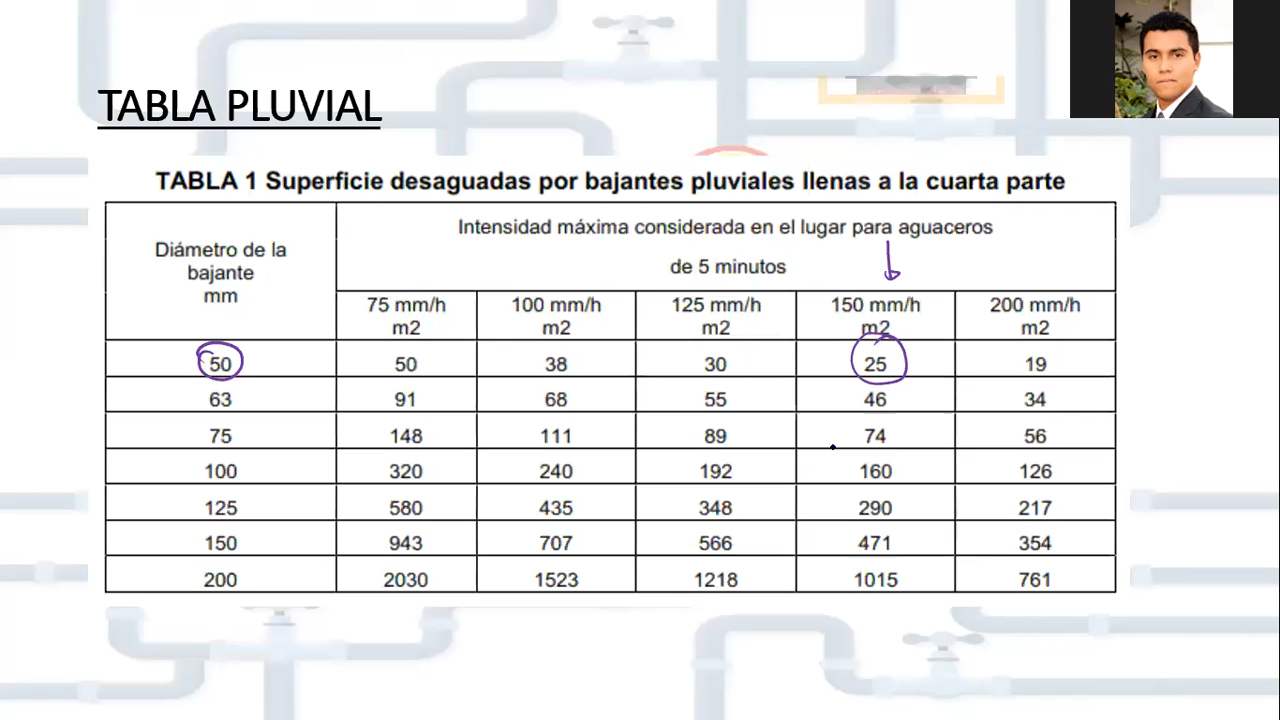 TABLA PLUVIAL
TABLA 1 Superficie desaguadas por bajantes pluviales llenas a la cuarta parte
Diámetro de la
bajante
mm
Intensidad máxima considerada en el lugar para aguaceros
de 5 minutos
75 mm/h 100 mm/h 125 mm/h 150 mm/h 200 mm/h
m2 m2 m2 m2 m2
50 50 38 30 25 19
63 91 68 55 46 34
75 148 111 89 74 56
100 320 240 192 160 126
125 580 435 348 290 217
150 943 707 566 471 354
200 2030 1523 1218 1015 761